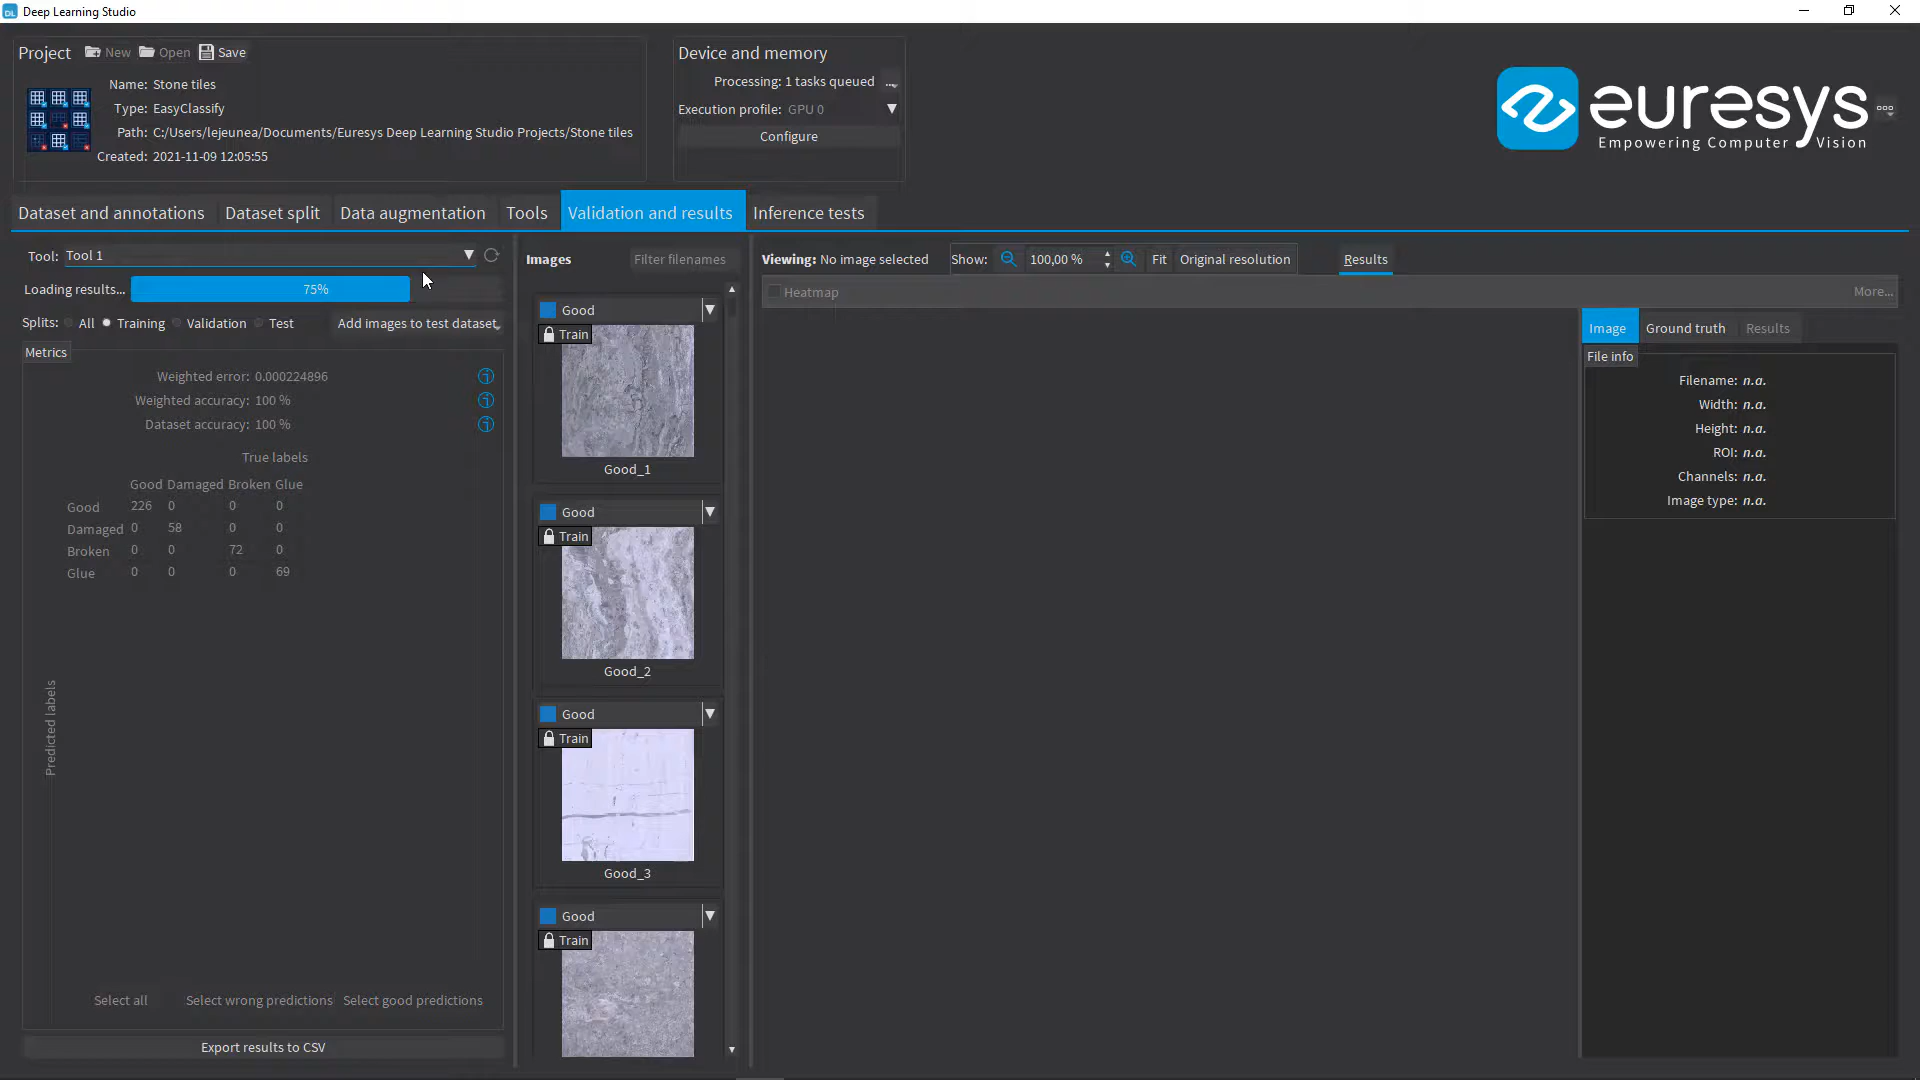 Deep Learning Studio
Project New Open Save
Name: Stone tiles
Type: EasyClassify
Path: C:/Users/lejeunea/Documents/Euresys Deep Learning Studio Projects/Stone tiles
Created: 2021-11-09 12:05:55
Device and memory
Processing: 1 tasks queued ...
Execution profile: GPU 0
Configure
euresys
Empowering Computer Vision
Dataset and annotations Dataset split Data augmentation Tools Validation and results Inference tests
Tool: Tool 1
Loading results... 75%
Splits: All Training Validation Test Add images to test dataset
Metrics
Weighted error: 0.000224896
Weighted accuracy: 100 %
Dataset accuracy: 100 %
True labels
Good Damaged Broken Glue
Good 226 0 0 0
Damaged 0 58 0 0
Broken 0 0 72 0
Glue 0 0 0 69
Predicted labels
Select all Select wrong predictions Select good predictions
Export results to CSV
Images Filter filenames
Good
Train
Good_1
Good
Train
Good_2
Good
Train
Good_3
Good
Train
Viewing: No image selected Show: 100,00 % Fit Original resolution Results
Heatmap More...
Image Ground truth Results
File info
Filename: n.a.
Width: n.a.
Height: n.a.
ROI: n.a.
Channels: n.a.
Image type: n.a.